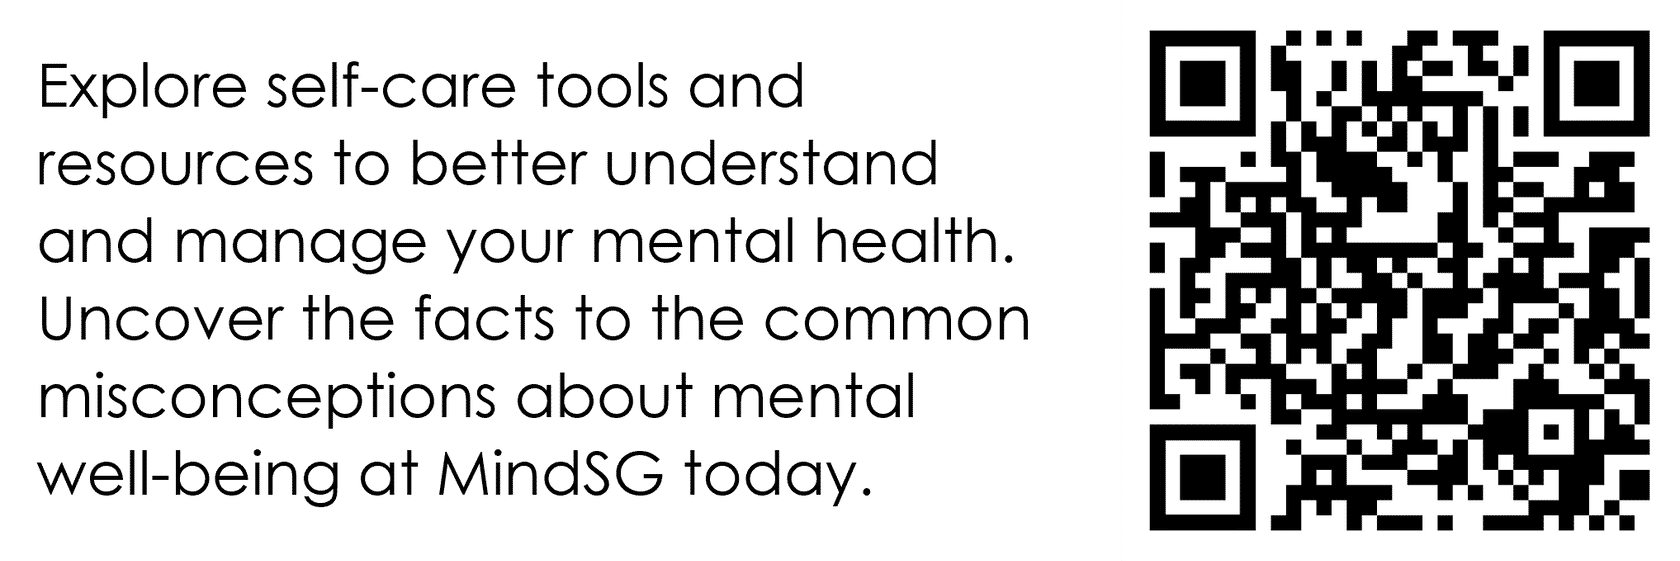 Explore self-care tools and
resources to better understand
and manage your mental health.
Uncover the facts to the common
misconceptions about mental
well-being at MindSG today.